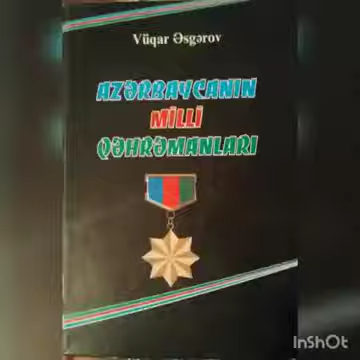 Vüqar Əsgərov
AZƏRBAYCANIN
MİLLİ
QƏHRƏMANLARI
InShOt